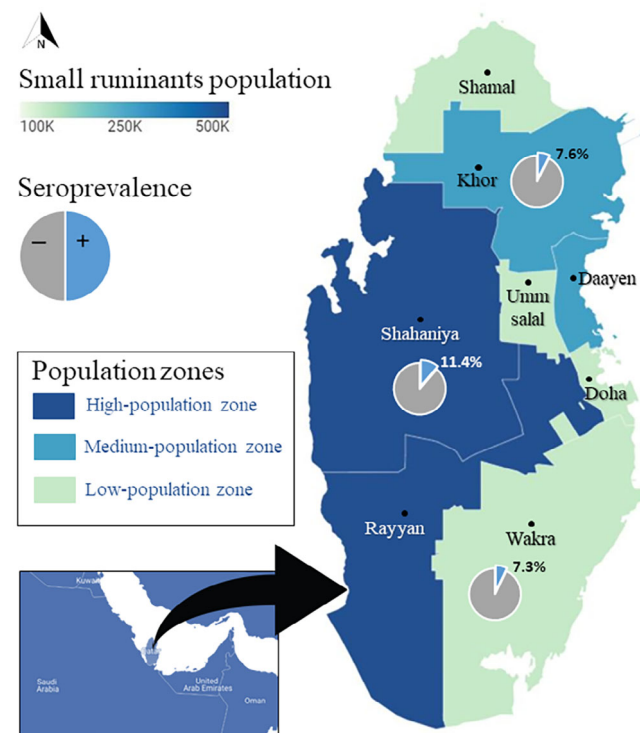 N
Small ruminants population
100K 250K 500K
Seroprevalence
– +
Population zones
High-population zone
Medium-population zone
Low-population zone
Shamal
7.6%
Khor
Daayen
Umm
salal
Shahaniya
11.4%
Doha
Rayyan
Wakra
7.3%
Kuwait
Qatar
Saudi
Arabia
United
Arab Emirates
Oman